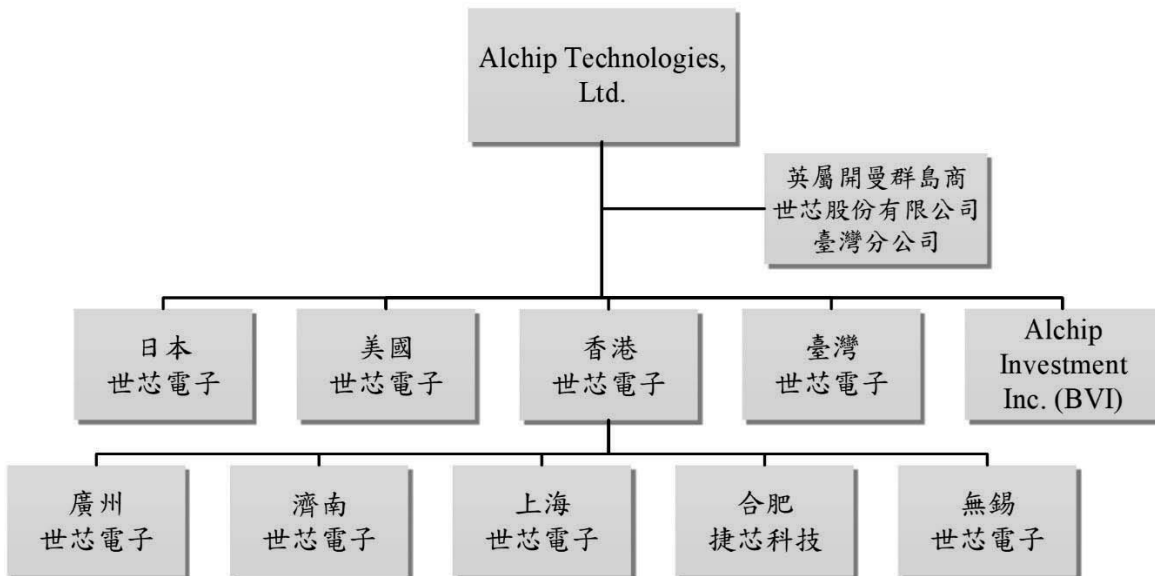 Alchip Technologies,
Ltd.
英屬開曼群島商
世芯股份有限公司
臺灣分公司
日本
世芯電子
美國
世芯電子
香港
世芯電子
臺灣
世芯電子
Alchip
Investment
Inc. (BVI)
廣州
世芯電子
濟南
世芯電子
上海
世芯電子
合肥
捷芯科技
無錫
世芯電子